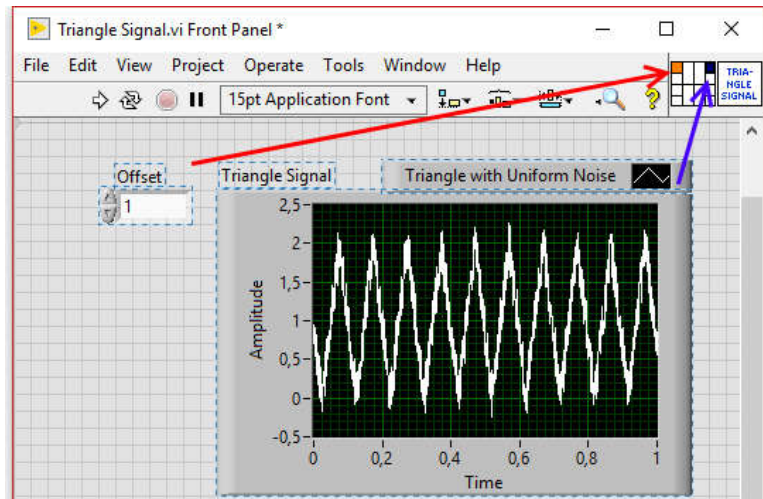 Triangle Signal.vi Front Panel *
File Edit View Project Operate Tools Window Help
15pt Application Font
?
TRIA-
NGLE
SIGNAL
Offset
1
Triangle Signal
Triangle with Uniform Noise
2,5
2
1,5
1
0,5
0
-0,5
Amplitude
0 0,2 0,4 0,6 0,8 1
Time